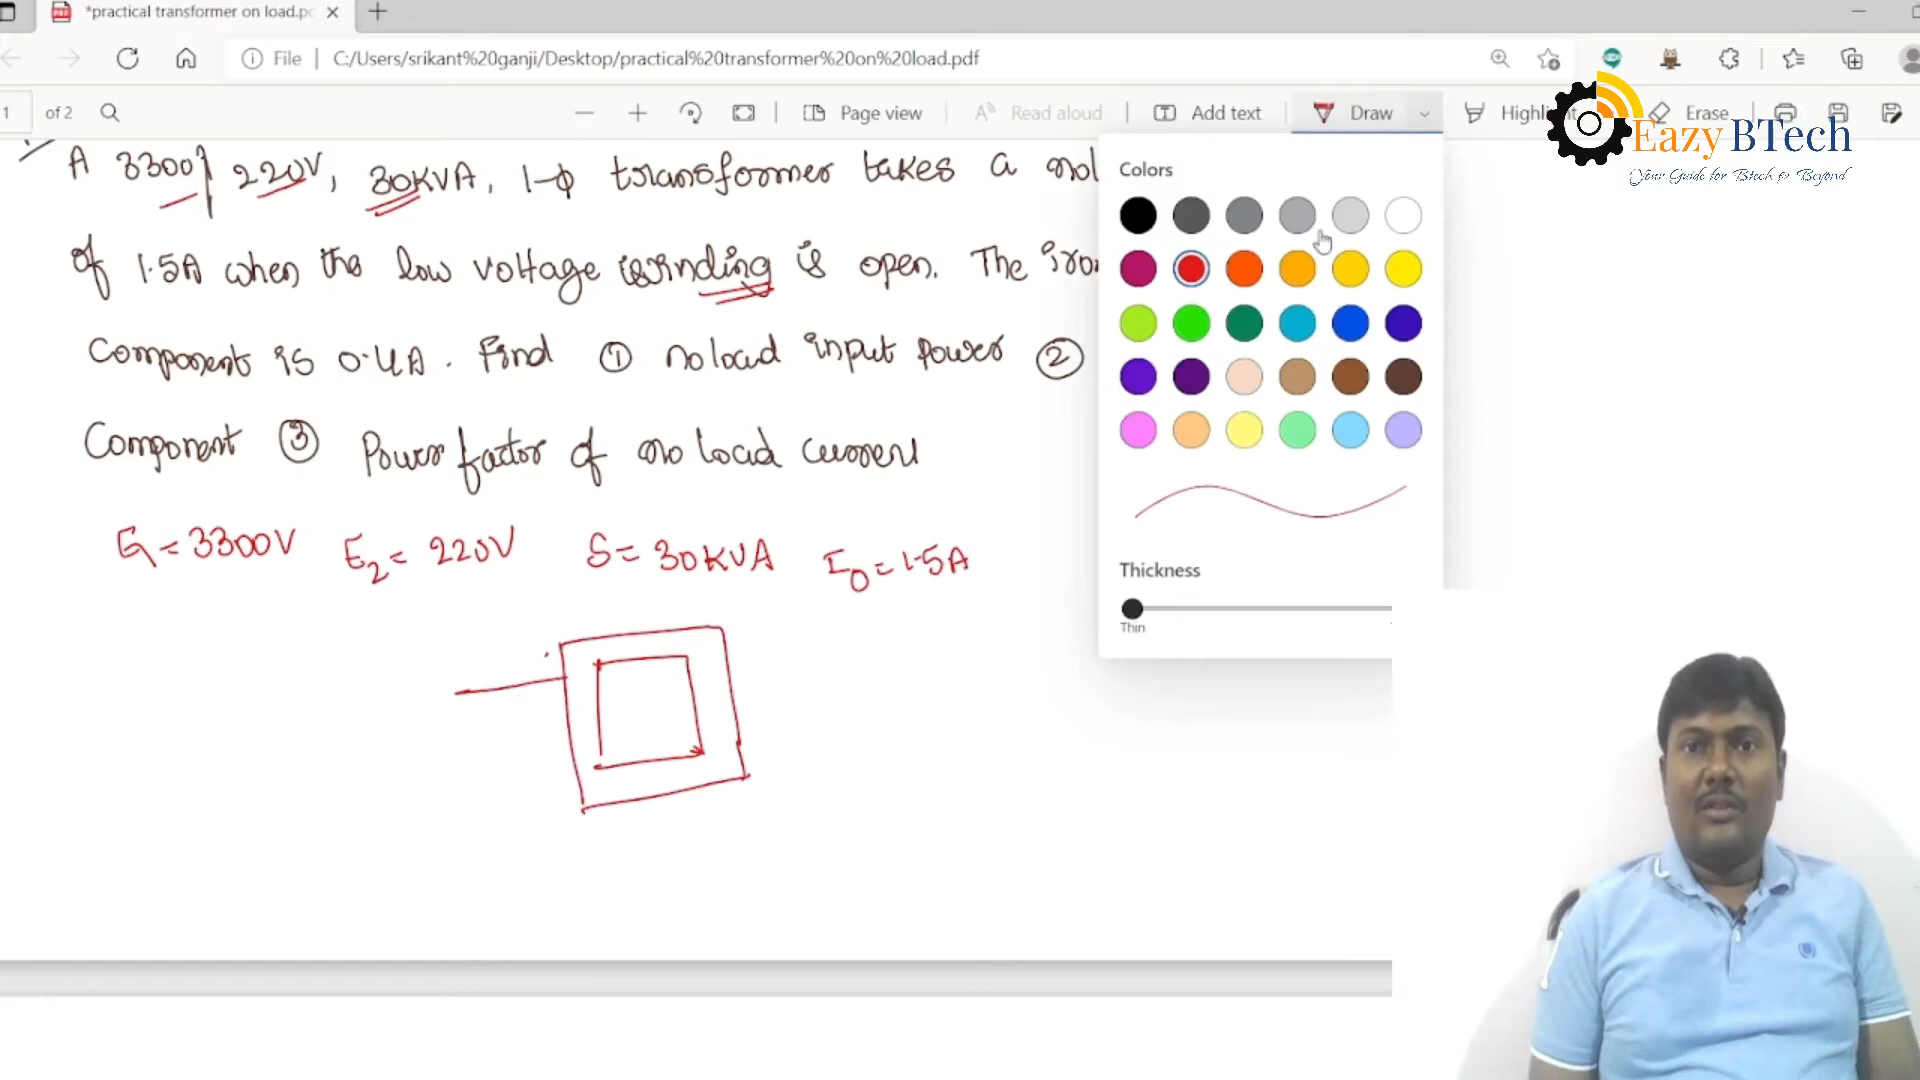 *practical transformer on load.pd
File C:/Users/srikant%20ganji/Desktop/practical%20transformer%20on%20load.pdf
1 of 2 Page view Read aloud Add text Draw Highlight Erase
Eazy BTech
Your Guide for Btech & Beyond
A 3300/220V, 30KVA, 1-ф transformer takes a no
of 1.5A when the low voltage winding is open. The iron
Component is 0.4A. Find ① no load input power ②
Component ③ Power factor of no load current
E1 = 3300V E2 = 220V S = 30KVA I0 = 1.5A
Colors
Thickness
Thin